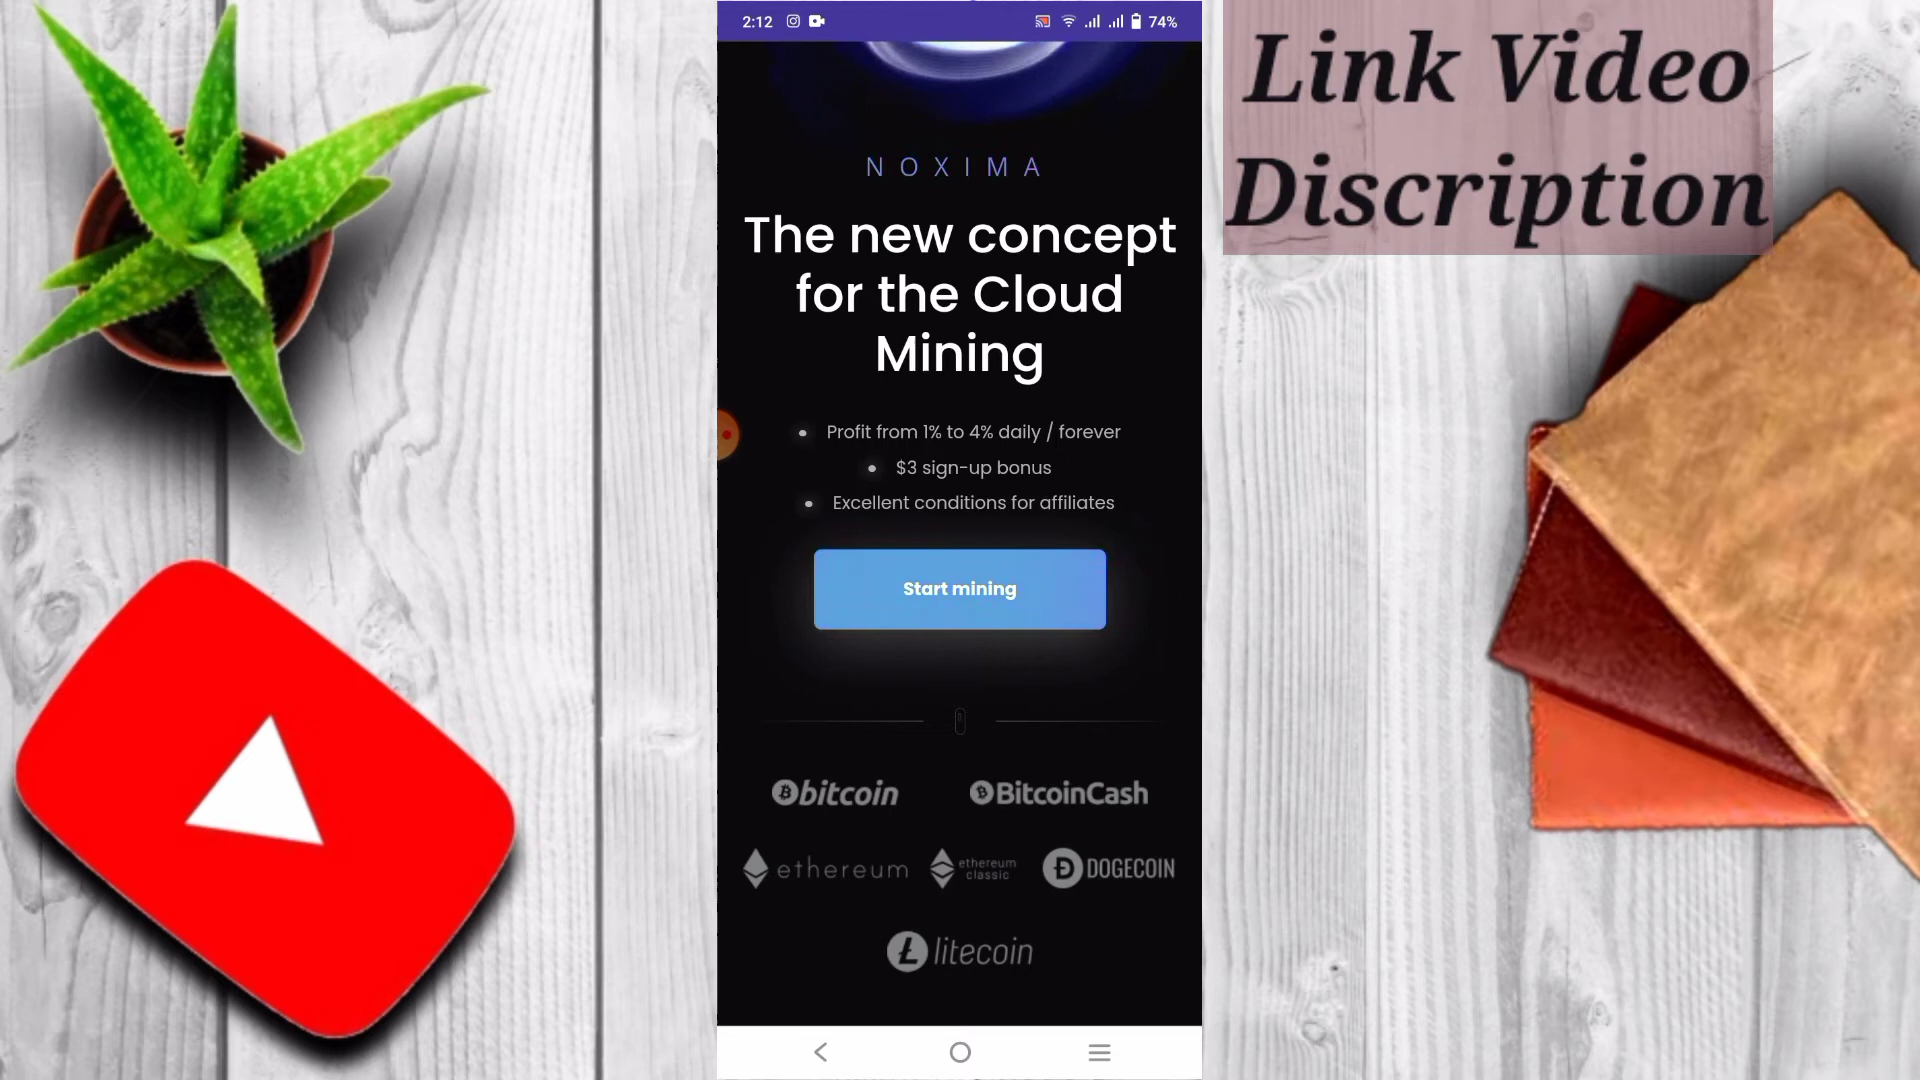 2:12
74%
Link Video
Discription
NOXIMA
The new concept
for the Cloud
Mining
Profit from 1% to 4% daily / forever
$3 sign-up bonus
Excellent conditions for affiliates
Start mining
bitcoin
BitcoinCash
ethereum
ethereum
classic
DOGECOIN
litecoin